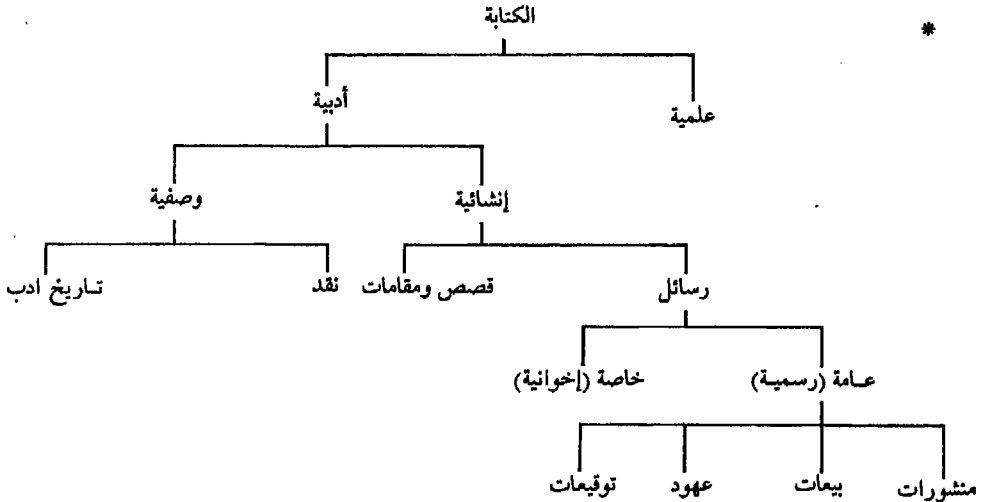 الكتابة
*
علمية
أدبية
إنشائية
وصفية
رسائل
قصص ومقامات
نقد
تاريخ ادب
عامة (رسمية)
خاصة (إخوانية)
منشورات
بيعات
عهود
توقيعات